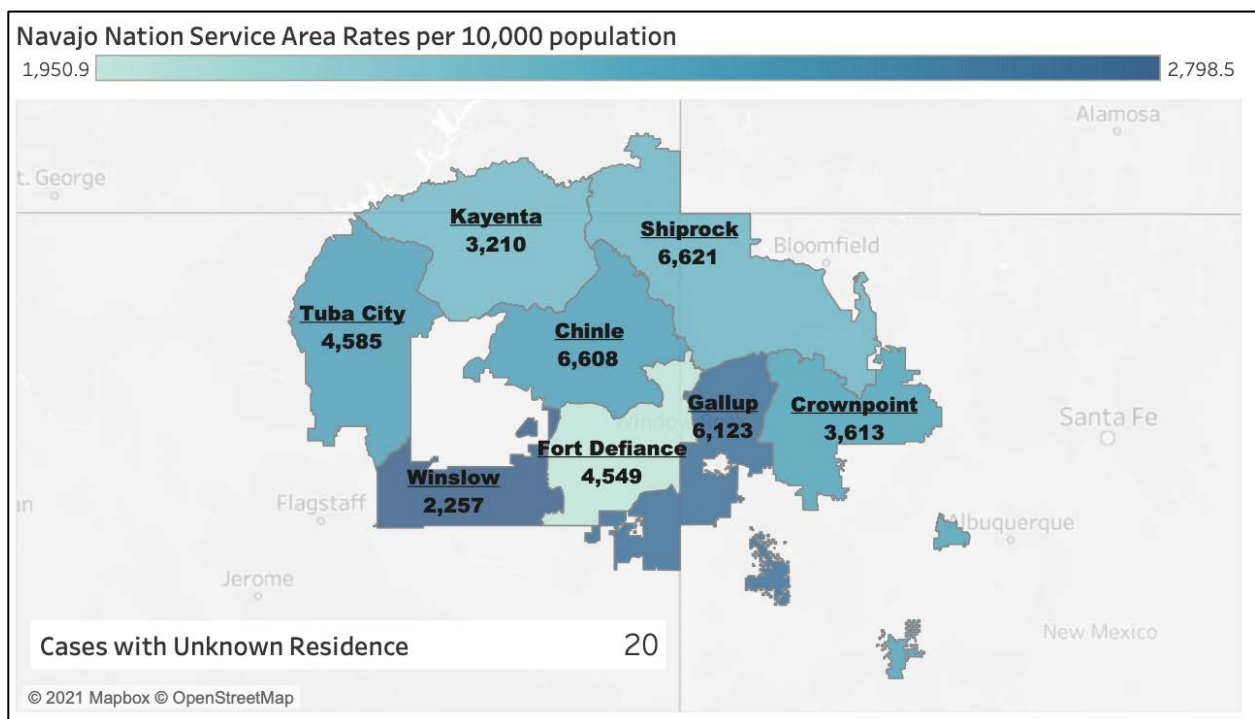 Navajo Nation Service Area Rates per 10,000 population
1,950.9
2,798.5
Alamosa
t. George
Kayenta
3,210
Shiprock
6,621
Bloomfield
Tuba City
4,585
Chinle
6,608
Gallup
6,123
Crownpoint
3,613
Santa Fe
Fort Defiance
4,549
Winslow
2,257
Flagstaff
an
Albuquerque
Jerome
New Mexico
Cases with Unknown Residence 20
© 2021 Mapbox © OpenStreetMap